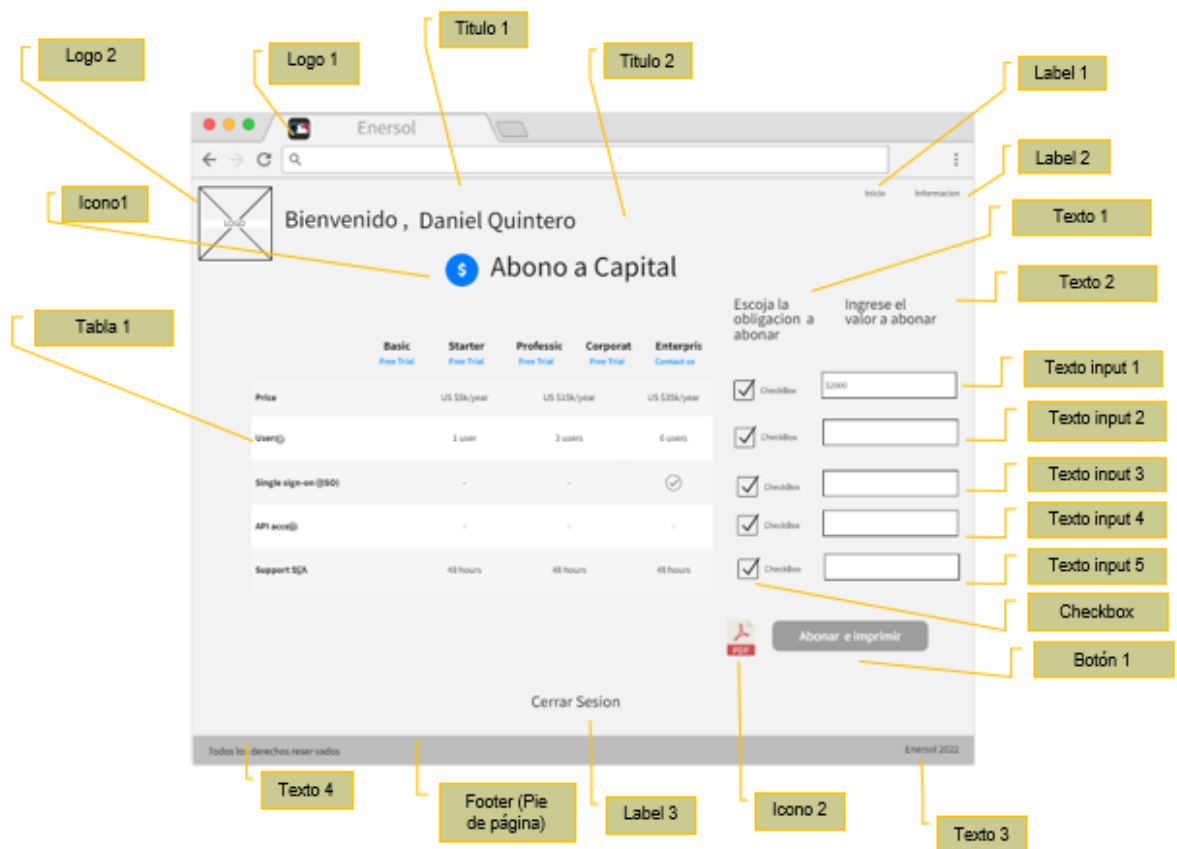 Titulo 1
Logo 2
Logo 1
Titulo 2
Label 1
Enersol
Label 2
Inicio
Informacion
Icono1
LOGO
Bienvenido , Daniel Quintero
Texto 1
$ Abono a Capital
Texto 2
Escoja la
obligacion a
abonar
Ingrese el
valor a abonar
Tabla 1
Basic Starter Professic Corporat Enterpris
Free Trial Free Trial Free Trial Free Trial Contact us
Texto input 1
CheckBox $2000
Price US $5k/year US $15k/year US $35k/year
Texto input 2
Users 1 user 3 users 6 users
CheckBox
Texto input 3
Single sign-on (SSO) - -
CheckBox
Texto input 4
API acce - - -
CheckBox
Texto input 5
Support SLA 48 hours 48 hours 48 hours
CheckBox
Checkbox
PDF
Abonar e imprimir
Botón 1
Cerrar Sesion
Todos los derechos reservados
Enersol 2022
Texto 4
Footer (Pie
de página)
Label 3
Icono 2
Texto 3